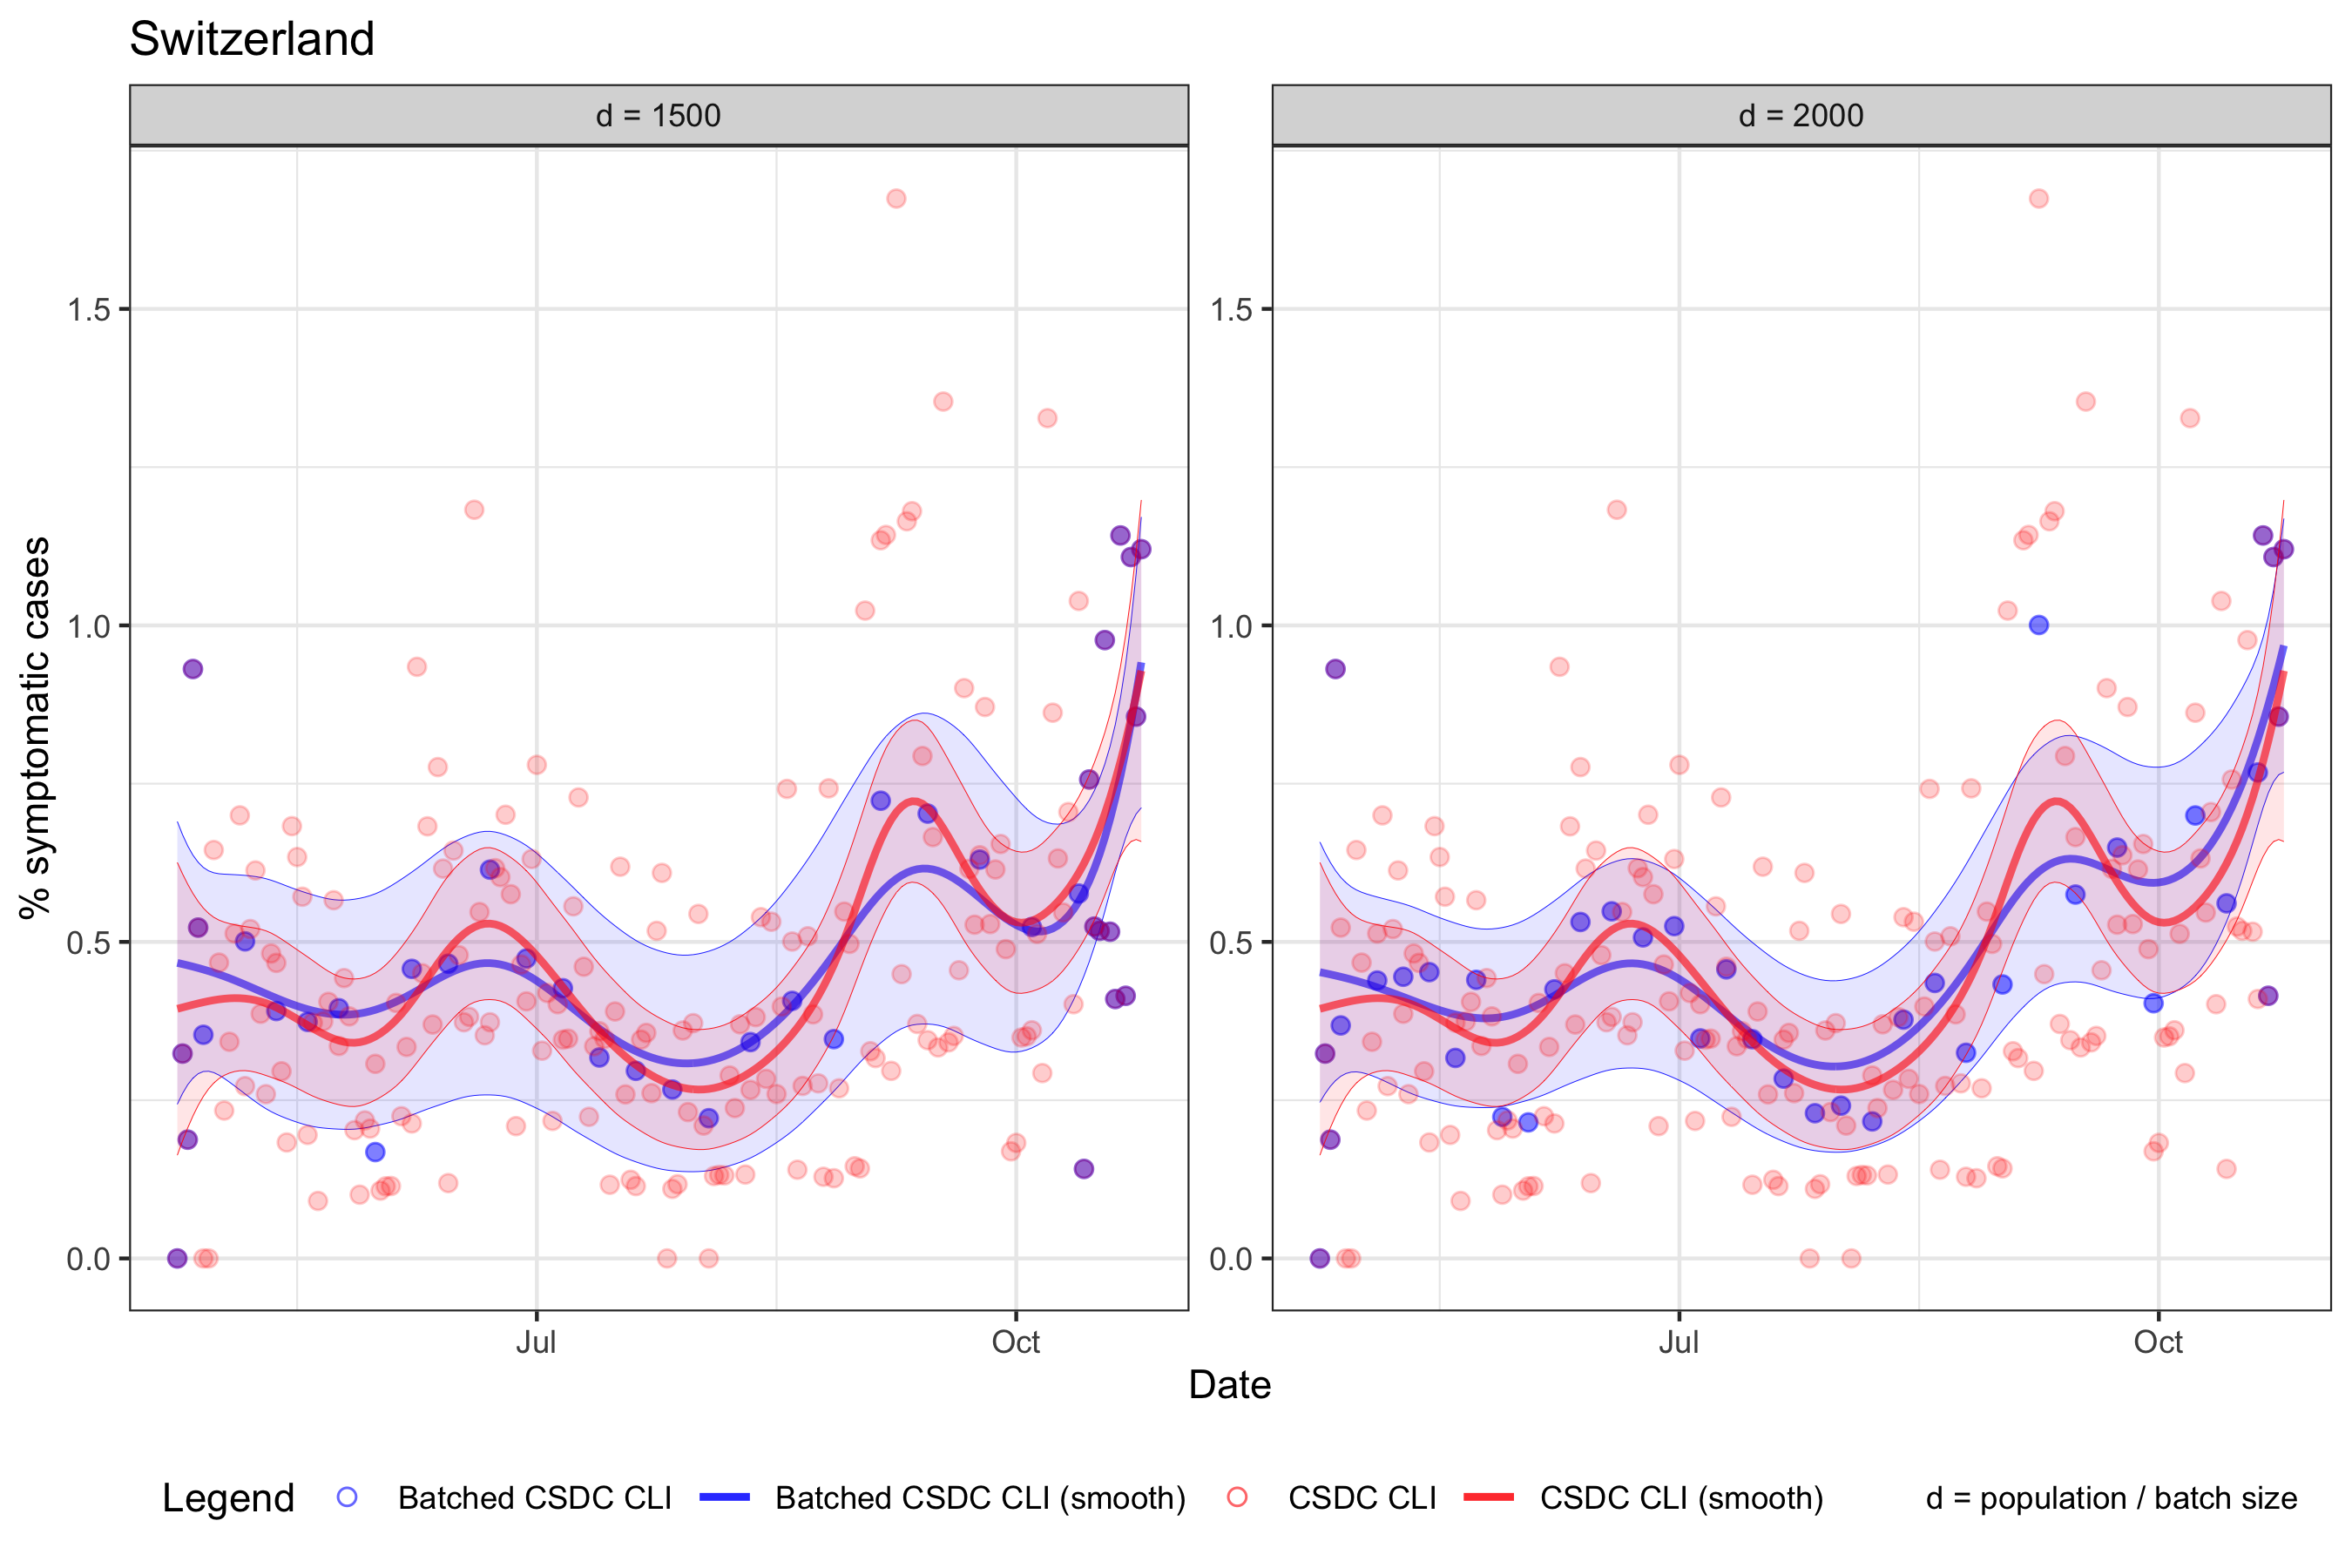 Switzerland
d = 1500
d = 2000
% symptomatic cases
1.5
1.0
0.5
0.0
1.5
1.0
0.5
0.0
Jul
Oct
Jul
Oct
Date
Legend
Batched CSDC CLI
Batched CSDC CLI (smooth)
CSDC CLI
CSDC CLI (smooth)
d = population / batch size